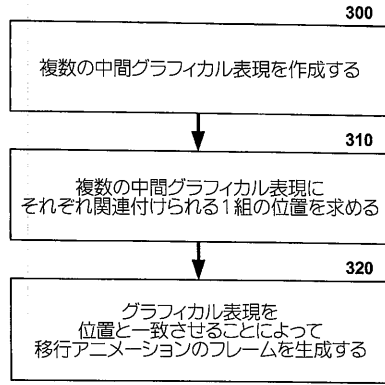 300
複数の中間グラフィカル表現を作成する
310
複数の中間グラフィカル表現に
それぞれ関連付けられる1組の位置を求める
320
グラフィカル表現を
位置と一致させることによって
移行アニメーションのフレームを生成する